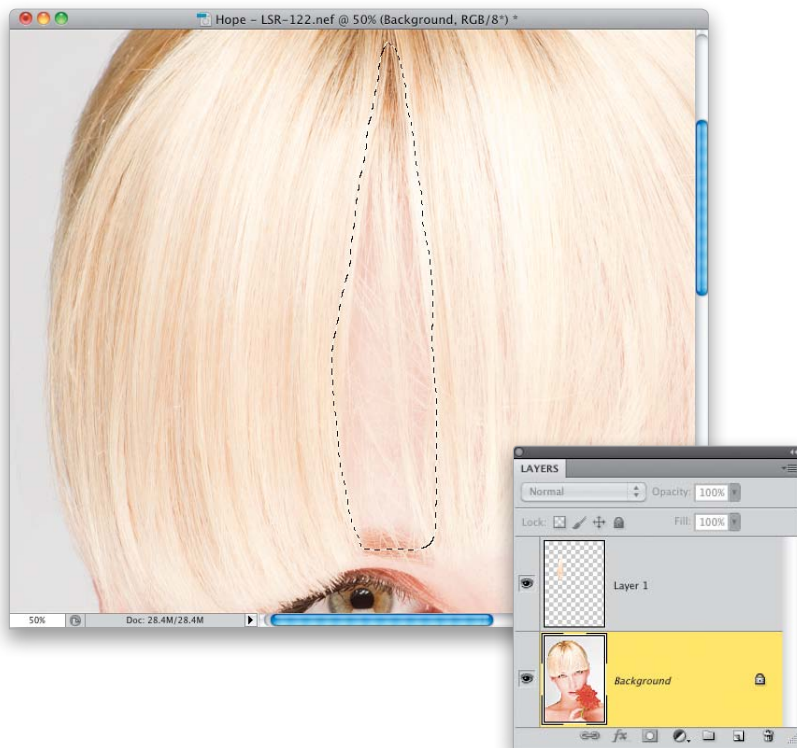 Hope - LSR-122.nef @ 50% (Background, RGB/8*) *
LAYERS
Normal Opacity: 100%
Lock: Fill: 100%
Layer 1
Background
fx
50% Doc: 28.4M/28.4M